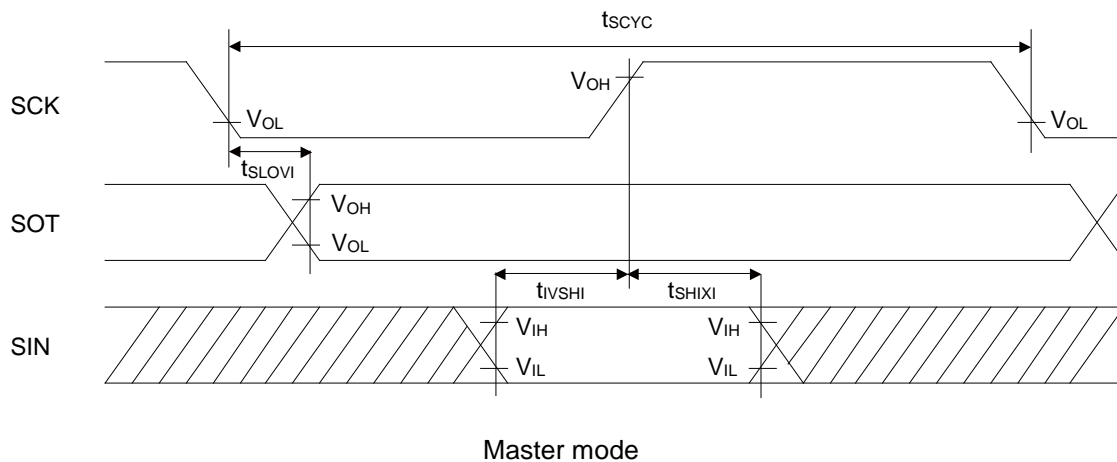 tSCYC
SCK
VOH
VOL
VOL
tSLOVI
SOT
VOH
VOL
tIVSHI
tSHIXI
SIN
VIH
VIH
VIL
VIL
Master mode